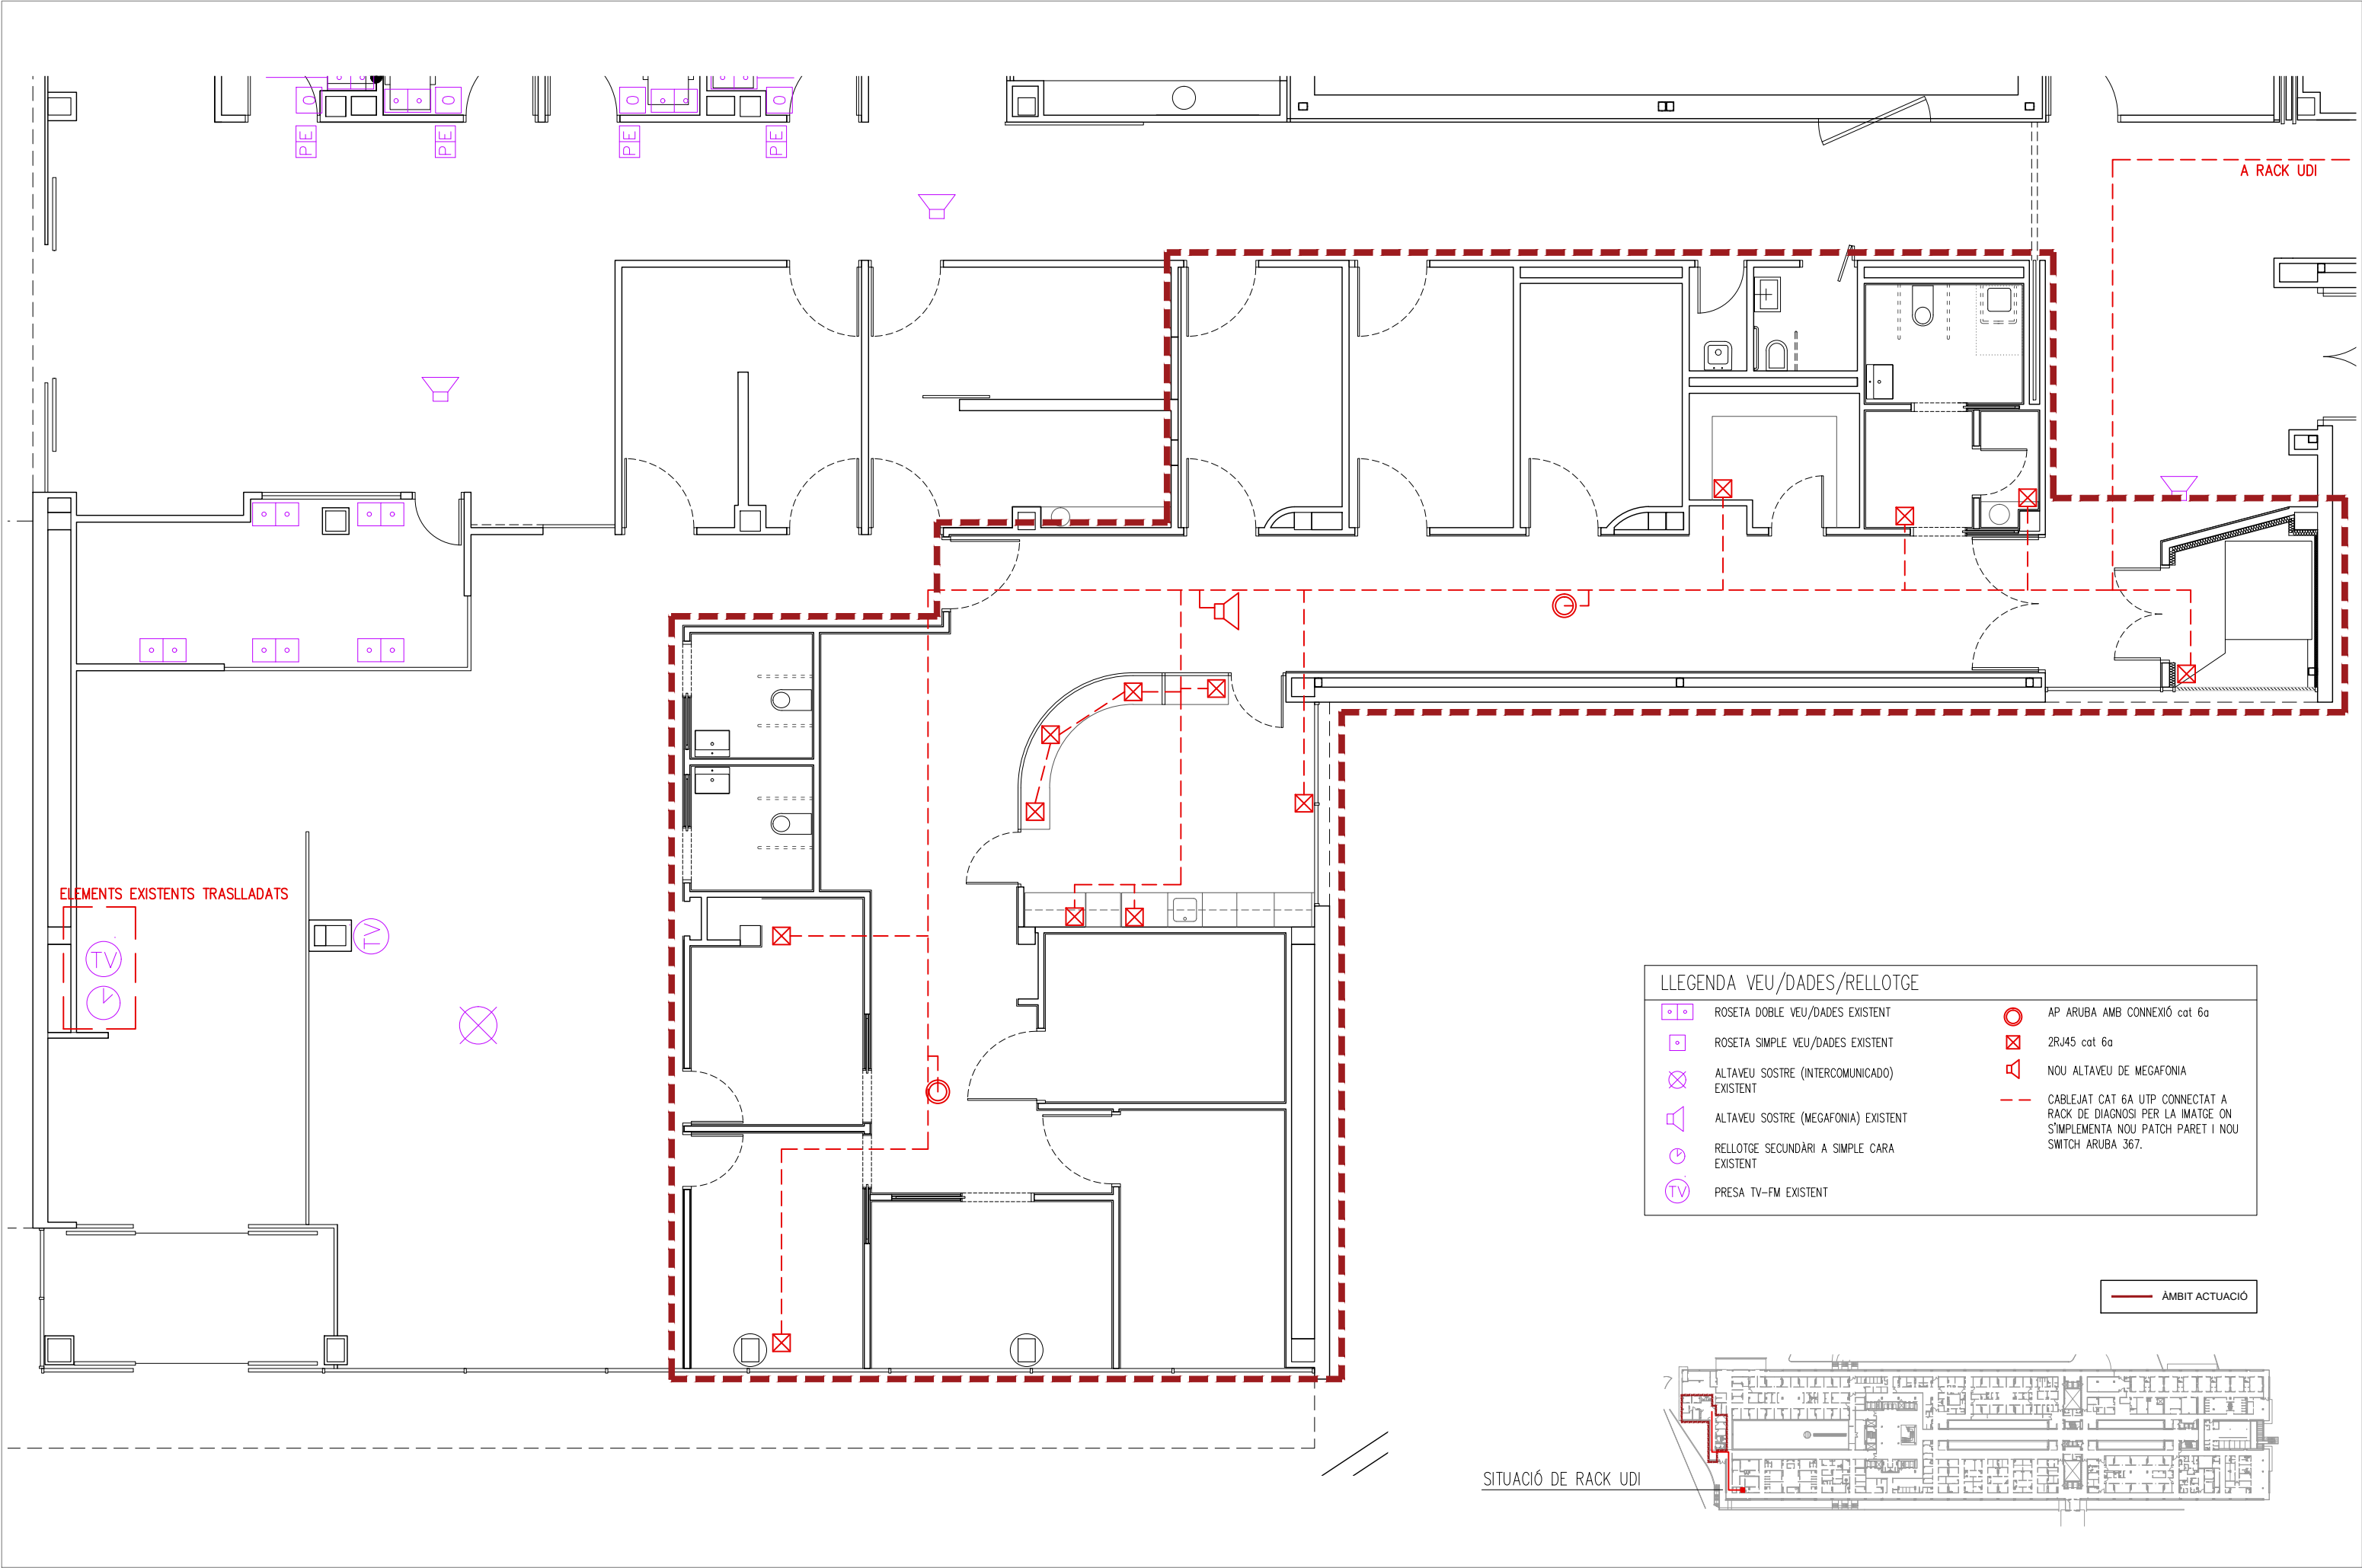 PE
PE
PE
PE
A RACK UDI
ELEMENTS EXISTENTS TRASLLADATS
TV
TV
LLEGENDA VEU/DADES/RELLOTGE
ROSETA DOBLE VEU/DADES EXISTENT
ROSETA SIMPLE VEU/DADES EXISTENT
ALTAVEU SOSTRE (INTERCOMUNICADO)
EXISTENT
ALTAVEU SOSTRE (MEGAFONIA) EXISTENT
RELLOTGE SECUNDÀRI A SIMPLE CARA
EXISTENT
TV
PRESA TV-FM EXISTENT
AP ARUBA AMB CONNEXIÓ cat 6a
2RJ45 cat 6a
NOU ALTAVEU DE MEGAFONIA
CABLEJAT CAT 6A UTP CONNECTAT A
RACK DE DIAGNOSI PER LA IMATGE ON
S'IMPLEMENTA NOU PATCH PARET I NOU
SWITCH ARUBA 367.
ÀMBIT ACTUACIÓ
SITUACIÓ DE RACK UDI